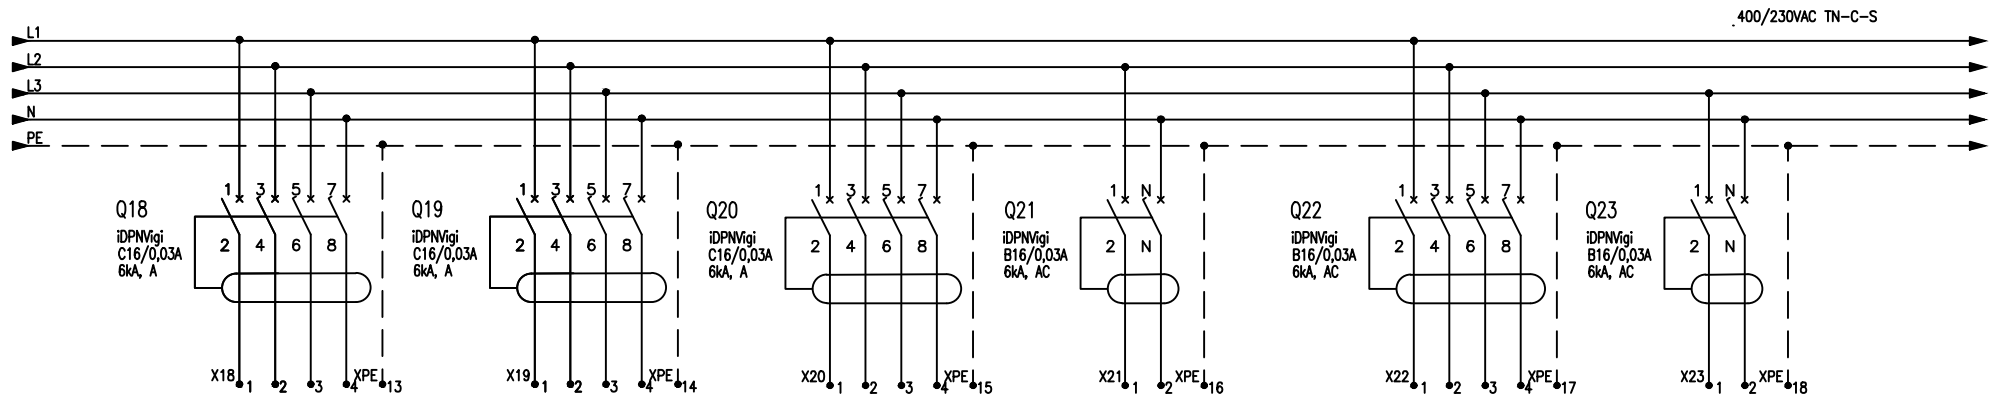 400/230VAC TN-C-S
L1
L2
L3
N
PE
1 3 5 7
Q18
iDPNVigi
C16/0,03A
6kA, A
2 4 6 8
X18 1 2 3 4 XPE 13
1 3 5 7
Q19
iDPNVigi
C16/0,03A
6kA, A
2 4 6 8
X19 1 2 3 4 XPE 14
1 3 5 7
Q20
iDPNVigi
C16/0,03A
6kA, A
2 4 6 8
X20 1 2 3 4 XPE 15
1 N
Q21
iDPNVigi
B16/0,03A
6kA, AC
2 N
X21 1 2 XPE 16
1 3 5 7
Q22
iDPNVigi
B16/0,03A
6kA, AC
2 4 6 8
X22 1 2 3 4 XPE 17
1 N
Q23
iDPNVigi
B16/0,03A
6kA, AC
2 N
X23 1 2 XPE 18